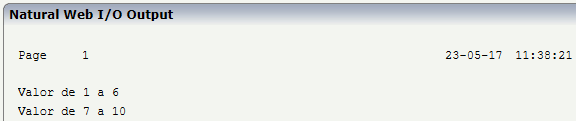 Natural Web I/O Output
Page 1 23-05-17 11:38:21
Valor de 1 a 6
Valor de 7 a 10